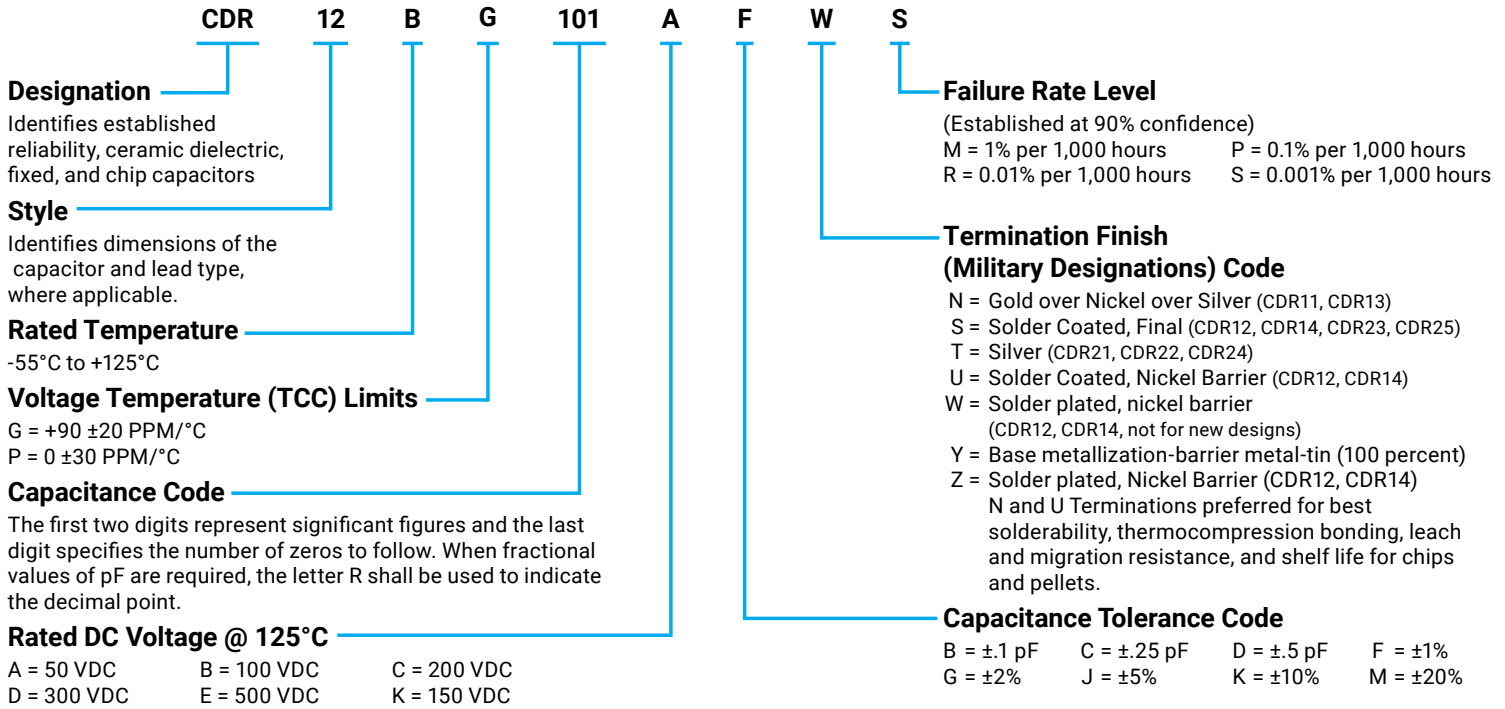 CDR 12 B G 101 A F W S
Designation
Identifies established
reliability, ceramic dielectric,
fixed, and chip capacitors
Style
Identifies dimensions of the
capacitor and lead type,
where applicable.
Rated Temperature
-55°C to +125°C
Voltage Temperature (TCC) Limits
G = +90 ±20 PPM/°C
P = 0 ±30 PPM/°C
Capacitance Code
The first two digits represent significant figures and the last
digit specifies the number of zeros to follow. When fractional
values of pF are required, the letter R shall be used to indicate
the decimal point.
Rated DC Voltage @ 125°C
A = 50 VDC B = 100 VDC C = 200 VDC
D = 300 VDC E = 500 VDC K = 150 VDC
Failure Rate Level
(Established at 90% confidence)
M = 1% per 1,000 hours P = 0.1% per 1,000 hours
R = 0.01% per 1,000 hours S = 0.001% per 1,000 hours
Termination Finish
(Military Designations) Code
N = Gold over Nickel over Silver (CDR11, CDR13)
S = Solder Coated, Final (CDR12, CDR14, CDR23, CDR25)
T = Silver (CDR21, CDR22, CDR24)
U = Solder Coated, Nickel Barrier (CDR12, CDR14)
W = Solder plated, nickel barrier
(CDR12, CDR14, not for new designs)
Y = Base metallization-barrier metal-tin (100 percent)
Z = Solder plated, Nickel Barrier (CDR12, CDR14)
N and U Terminations preferred for best
solderability, thermocompression bonding, leach
and migration resistance, and shelf life for chips
and pellets.
Capacitance Tolerance Code
B = ±.1 pF C = ±.25 pF D = ±.5 pF F = ±1%
G = ±2% J = ±5% K = ±10% M = ±20%